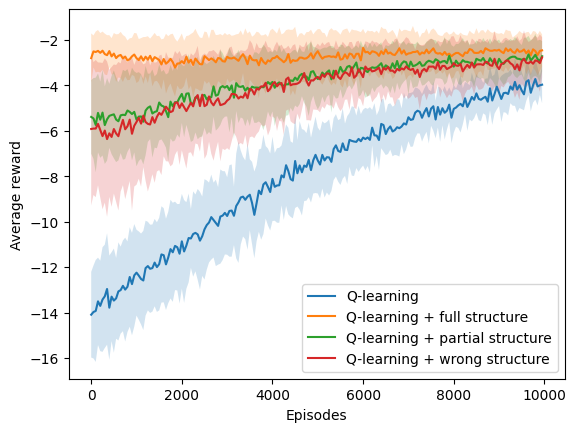 −2
−4
−6
−8
−10
−12
−14
−16
Average reward
Q-learning
Q-learning + full structure
Q-learning + partial structure
Q-learning + wrong structure
0 2000 4000 6000 8000 10000
Episodes